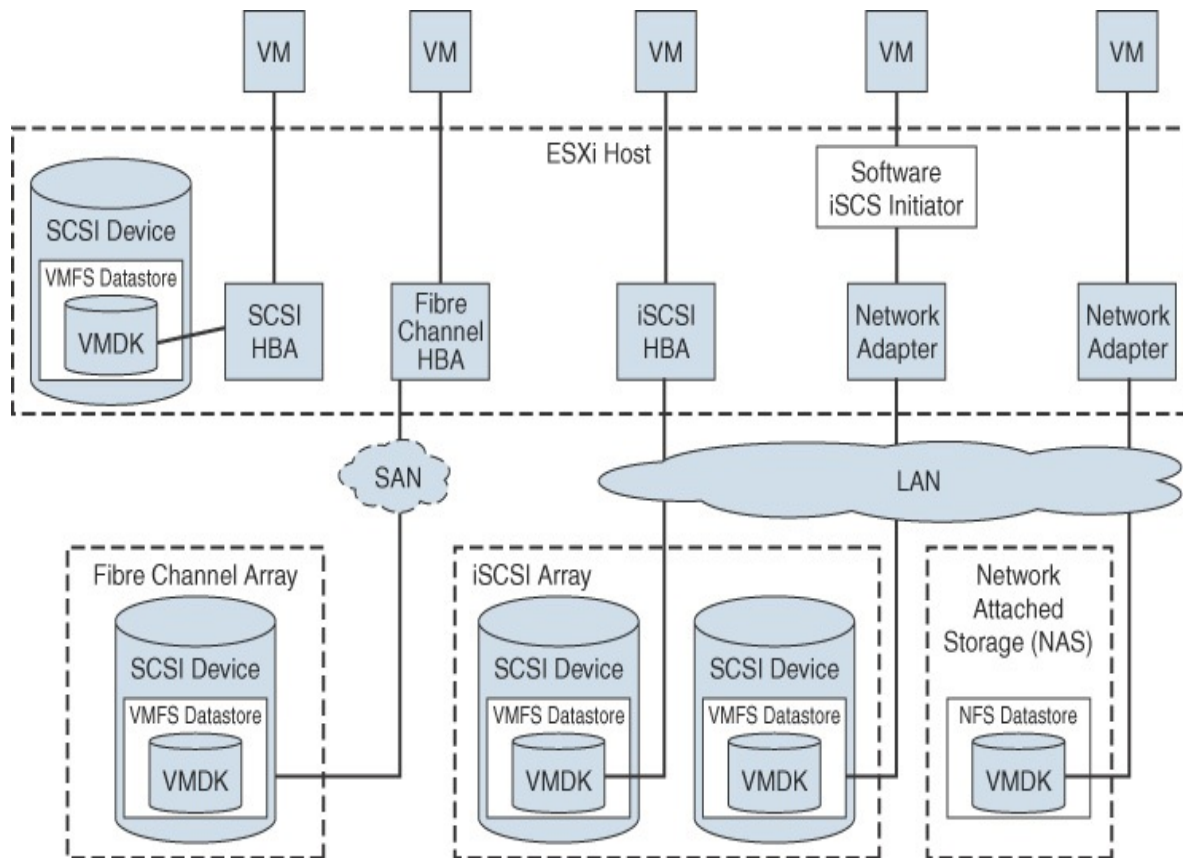 VM
VM
VM
VM
VM
ESXi Host
Software
iSCS Initiator
SCSI Device
VMFS Datastore
VMDK
SCSI
HBA
Fibre
Channel
HBA
iSCSI
HBA
Network
Adapter
Network
Adapter
SAN
LAN
Fibre Channel Array
SCSI Device
VMFS Datastore
VMDK
iSCSI Array
SCSI Device
VMFS Datastore
VMDK
SCSI Device
VMFS Datastore
VMDK
Network
Attached
Storage (NAS)
NFS Datastore
VMDK